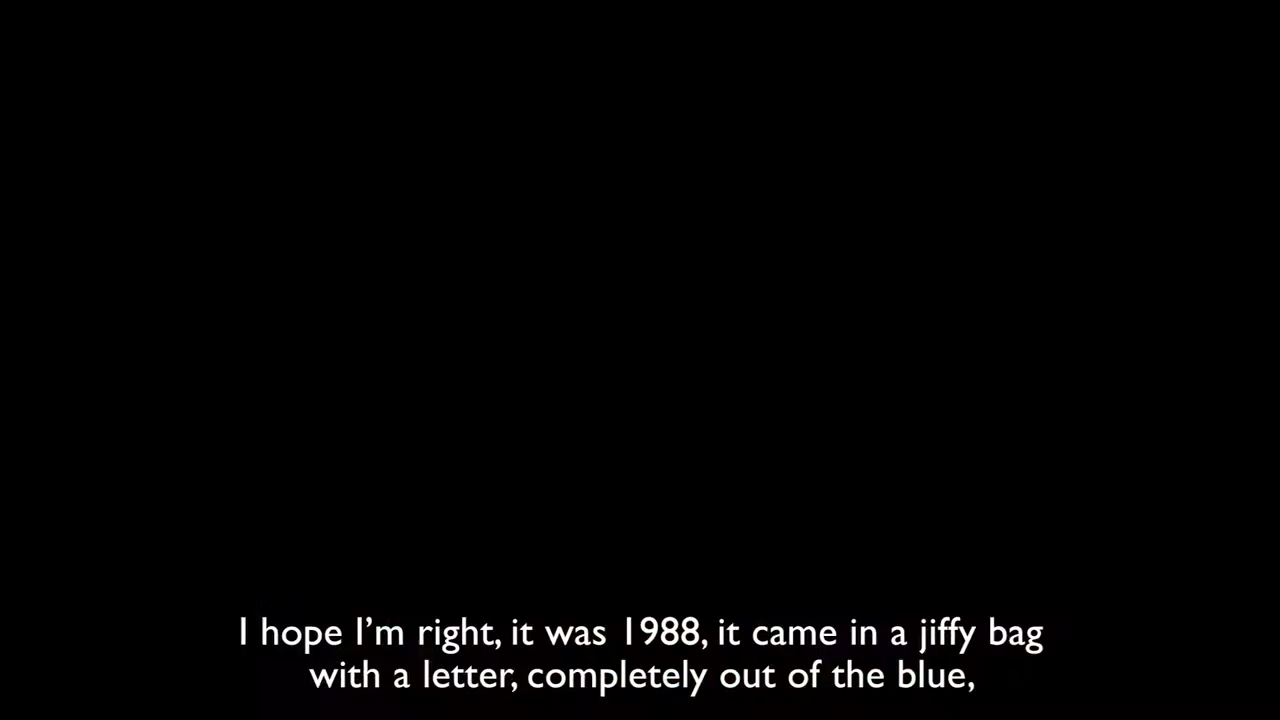 I hope I’m right, it was 1988, it came in a jiffy bag
with a letter, completely out of the blue,